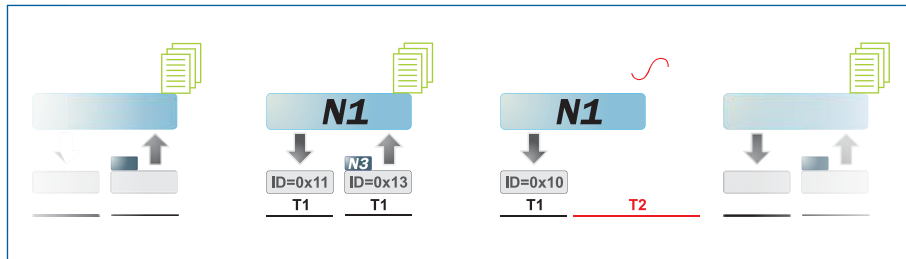 N1
N3
ID=0x11 ID=0x13
T1 T1
N1
ID=0x10
T1 T2